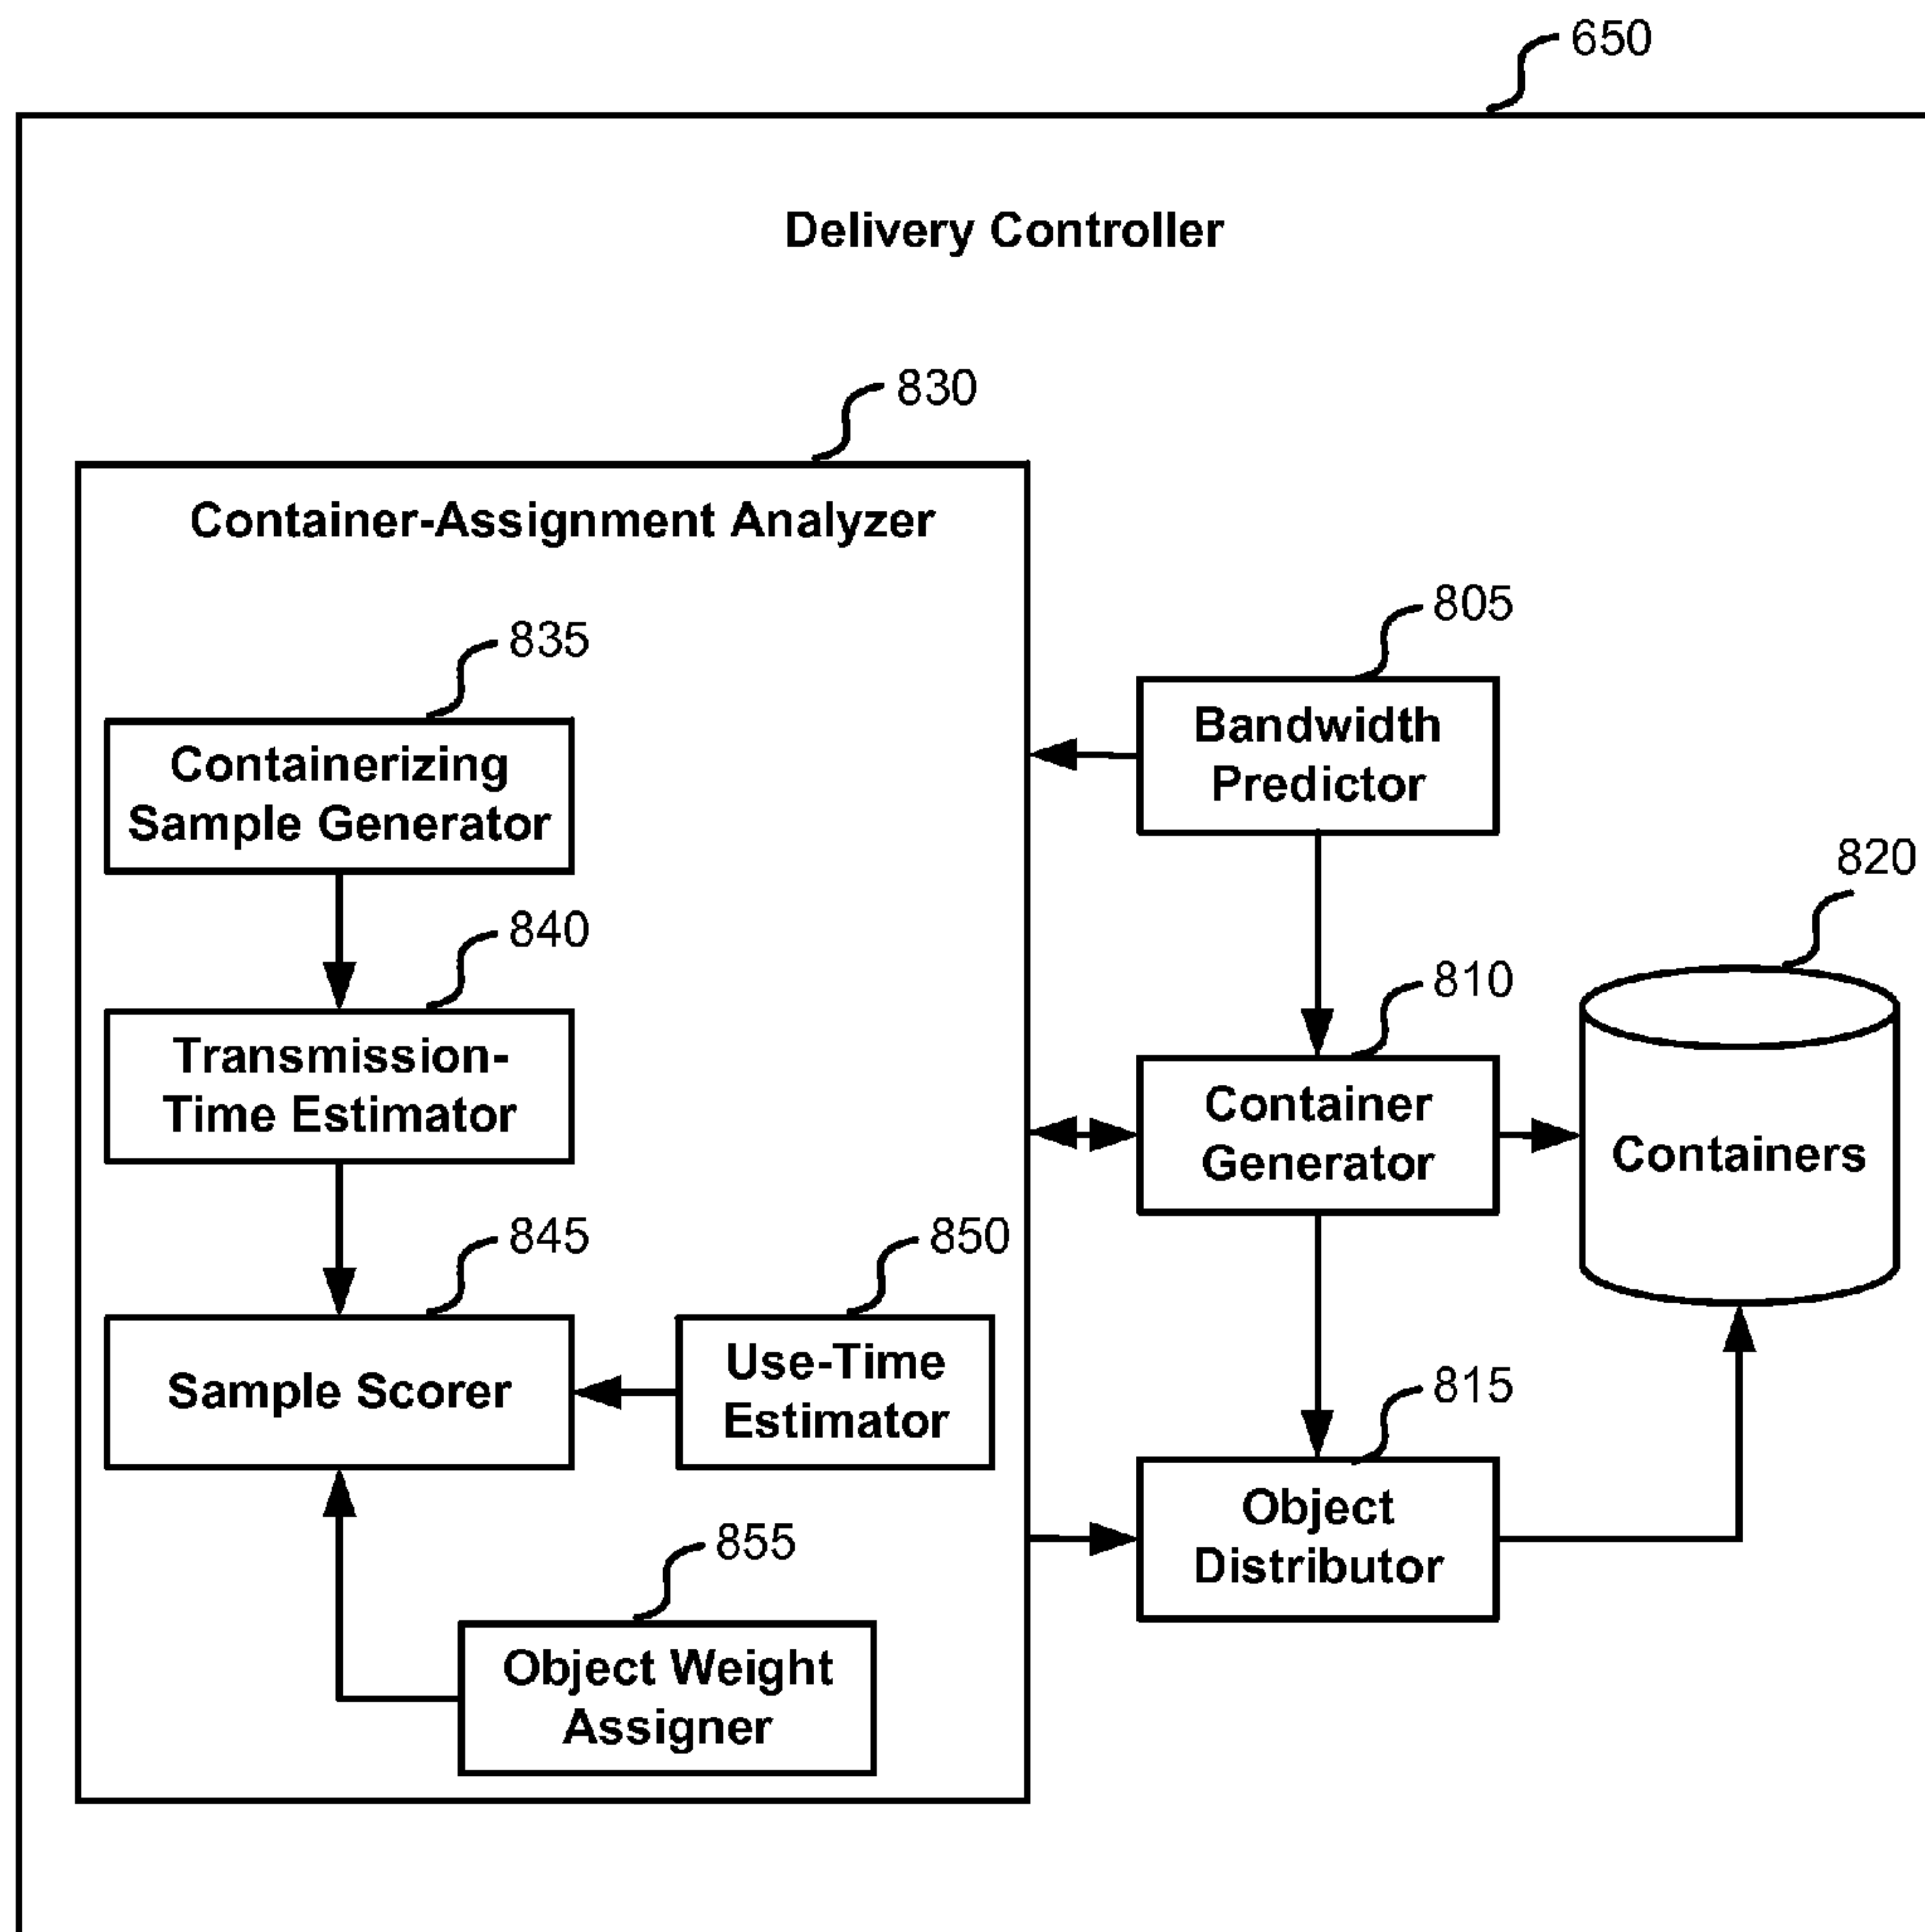 650
Delivery Controller
830
Container-Assignment Analyzer
805
835
Bandwidth
Predictor
Containerizing
Sample Generator
820
840
810
Transmission-
Time Estimator
Container
Generator
Containers
845
850
815
Sample Scorer
Use-Time
Estimator
Object
Distributor
855
Object Weight
Assigner